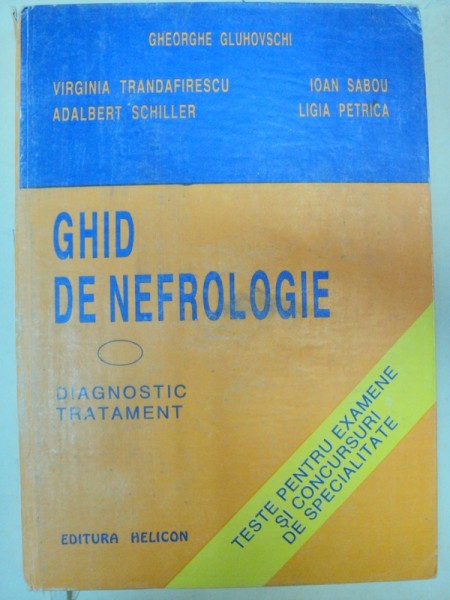 GHEORGHE GLUHOVSCHI
VIRGINIA TRANDAFIRESCU
IOAN SABOU
ADALBERT SCHILLER
LIGIA PETRICA
GHID
DE NEFROLOGIE
DIAGNOSTIC
TRATAMENT
TESTE PENTRU EXAMENE
ȘI CONCURSURI
DE SPECIALITATE
EDITURA HELICON